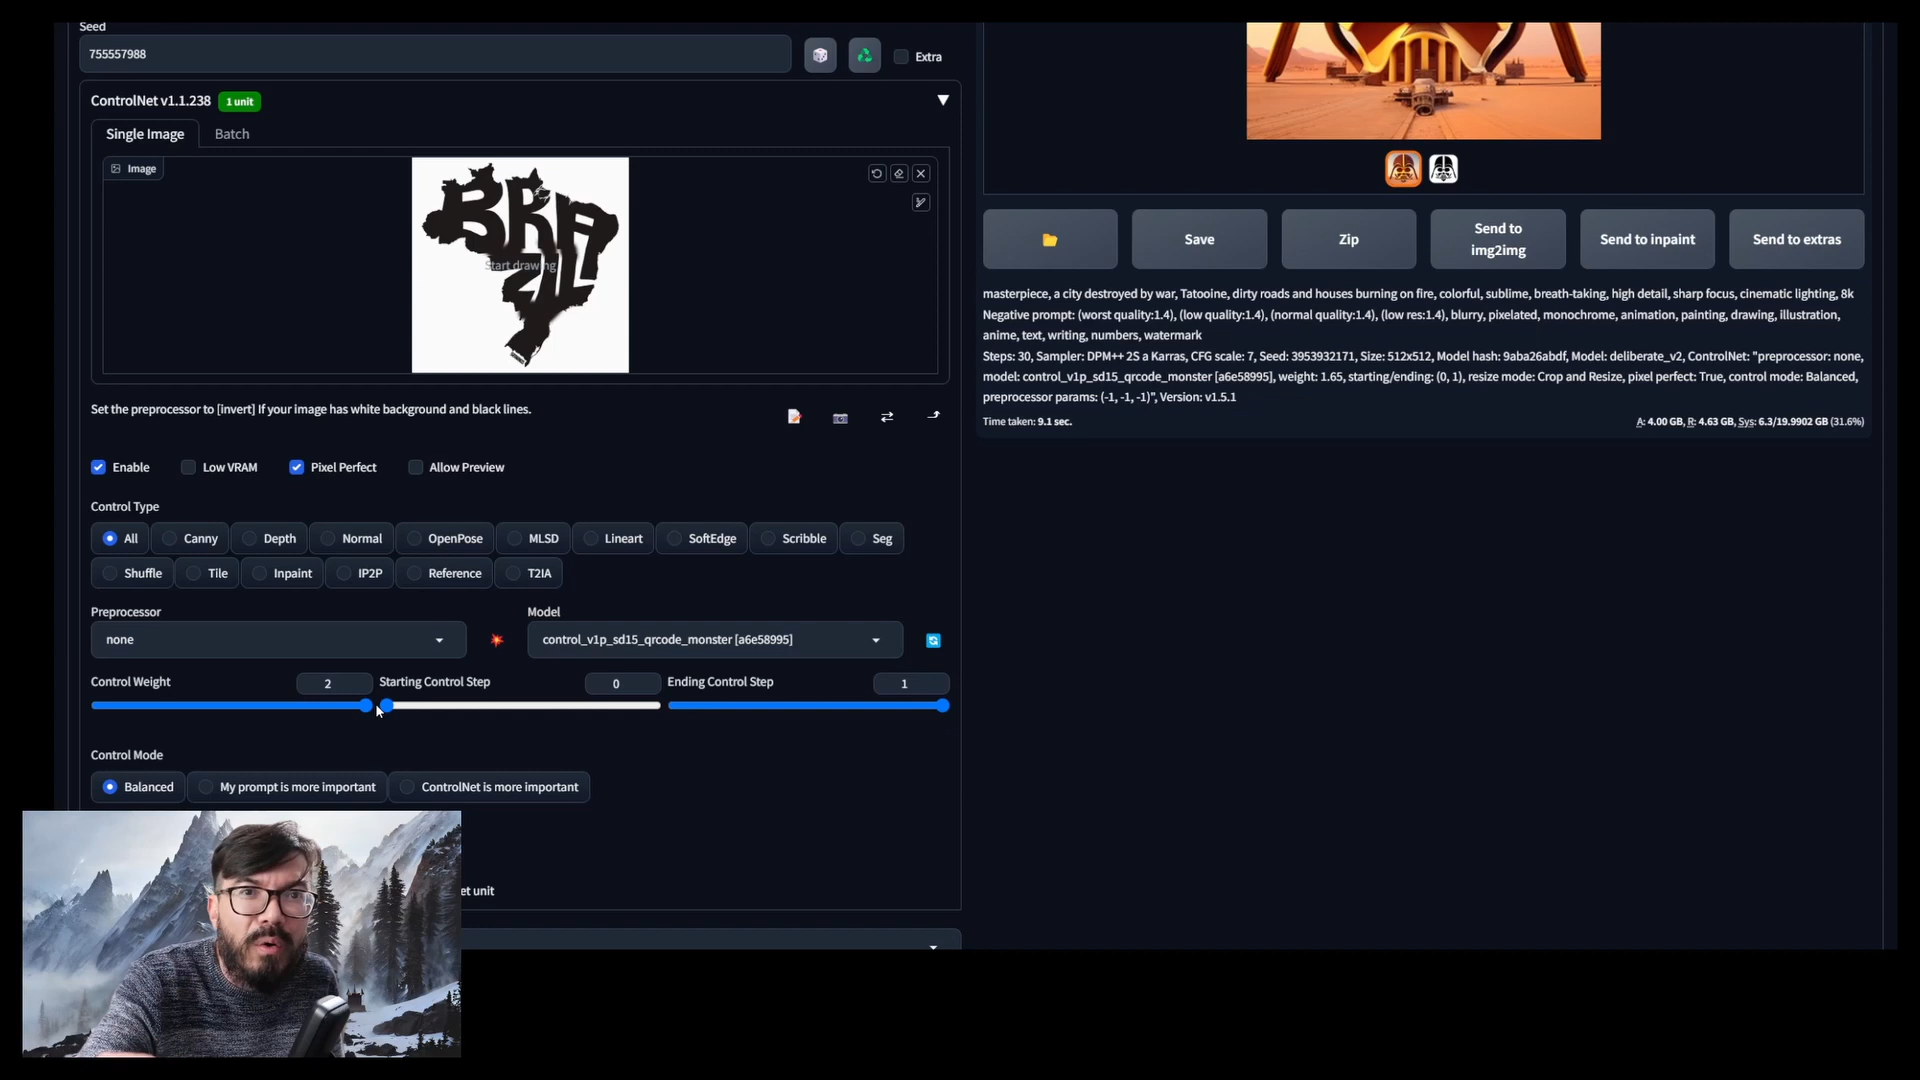 Seed
755557988
Extra
ControlNet v1.1.238
1 unit
Single Image
Batch
Image
BRAZIL
Start drawing
Set the preprocessor to [invert] If your image has white background and black lines.
Enable
Low VRAM
Pixel Perfect
Allow Preview
Control Type
All
Canny
Depth
Normal
OpenPose
MLSD
Lineart
SoftEdge
Scribble
Seg
Shuffle
Tile
Inpaint
IP2P
Reference
T2IA
Preprocessor
Model
none
control_v1p_sd15_qrcode_monster [a6e58995]
Control Weight
2
Starting Control Step
0
Ending Control Step
1
Control Mode
Balanced
My prompt is more important
ControlNet is more important
et unit
Save
Zip
Send to
img2img
Send to inpaint
Send to extras
masterpiece, a city destroyed by war, Tatooine, dirty roads and houses burning on fire, colorful, sublime, breath-taking, high detail, sharp focus, cinematic lighting, 8k
Negative prompt: (worst quality:1.4), (low quality:1.4), (normal quality:1.4), (low res:1.4), blurry, pixelated, monochrome, animation, painting, drawing, illustration,
anime, text, writing, numbers, watermark
Steps: 30, Sampler: DPM++ 2S a Karras, CFG scale: 7, Seed: 3953932171, Size: 512x512, Model hash: 9aba26abdf, Model: deliberate_v2, ControlNet: "preprocessor: none,
model: control_v1p_sd15_qrcode_monster [a6e58995], weight: 1.65, starting/ending: (0, 1), resize mode: Crop and Resize, pixel perfect: True, control mode: Balanced,
preprocessor params: (-1, -1, -1)", Version: v1.5.1
Time taken: 9.1 sec.
A: 4.00 GB, R: 4.63 GB, Sys: 6.3/19.9902 GB (31.6%)